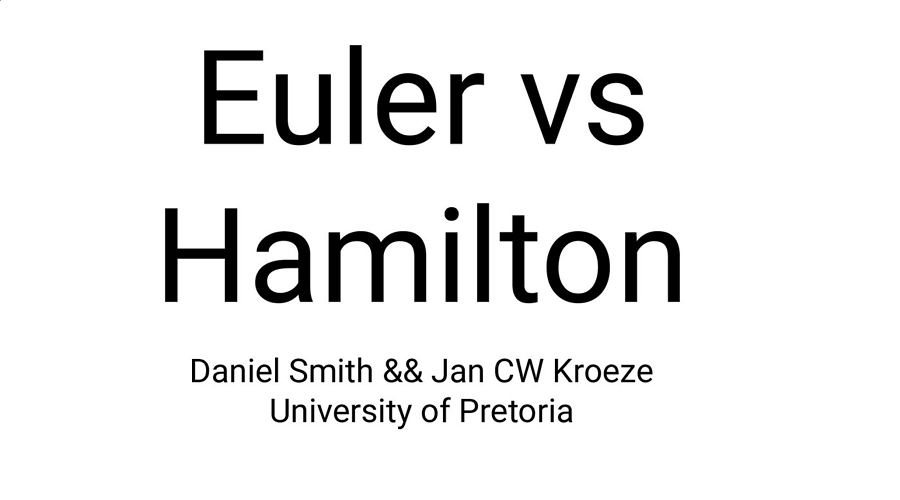 Euler vs
Hamilton
Daniel Smith && Jan CW Kroeze
University of Pretoria